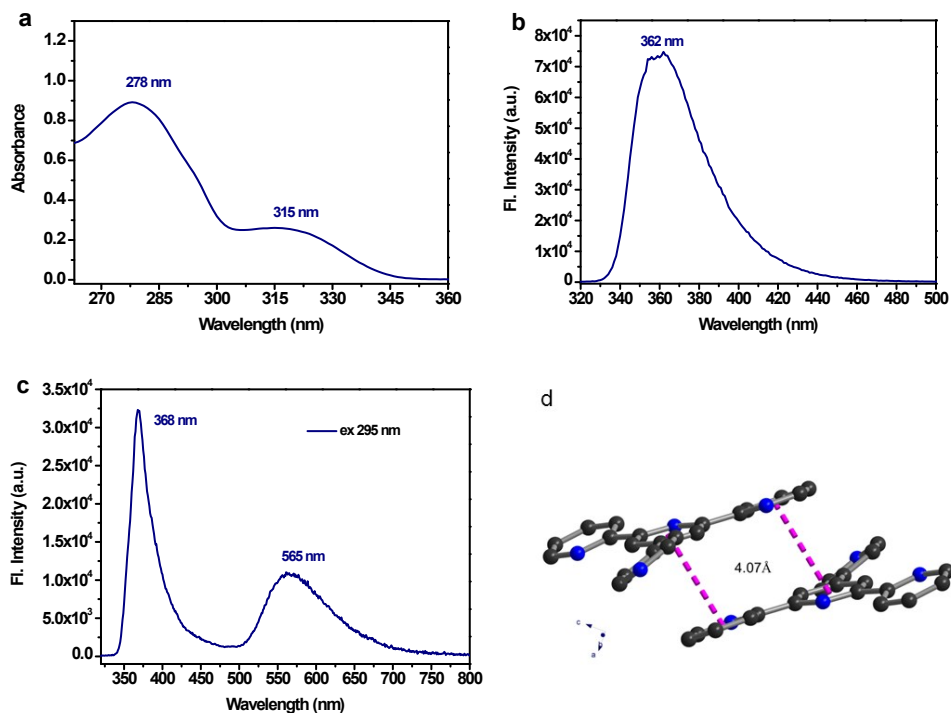 a
1.2
1.0
0.8
0.6
0.4
0.2
0.0
Absorbance
278 nm
315 nm
270 285 300 315 330 345 360
Wavelength (nm)
b
8x10⁴
7x10⁴
6x10⁴
5x10⁴
4x10⁴
3x10⁴
2x10⁴
1x10⁴
0
Fl. Intensity (a.u.)
362 nm
320 340 360 380 400 420 440 460 480 500
Wavelength (nm)
c
3.5x10⁴
3.0x10⁴
2.5x10⁴
2.0x10⁴
1.5x10⁴
1.0x10⁴
5.0x10³
0.0
Fl. Intensity (a.u.)
368 nm
ex 295 nm
565 nm
350 400 450 500 550 600 650 700 750 800
Wavelength (nm)
d
4.07Å
c
b
a